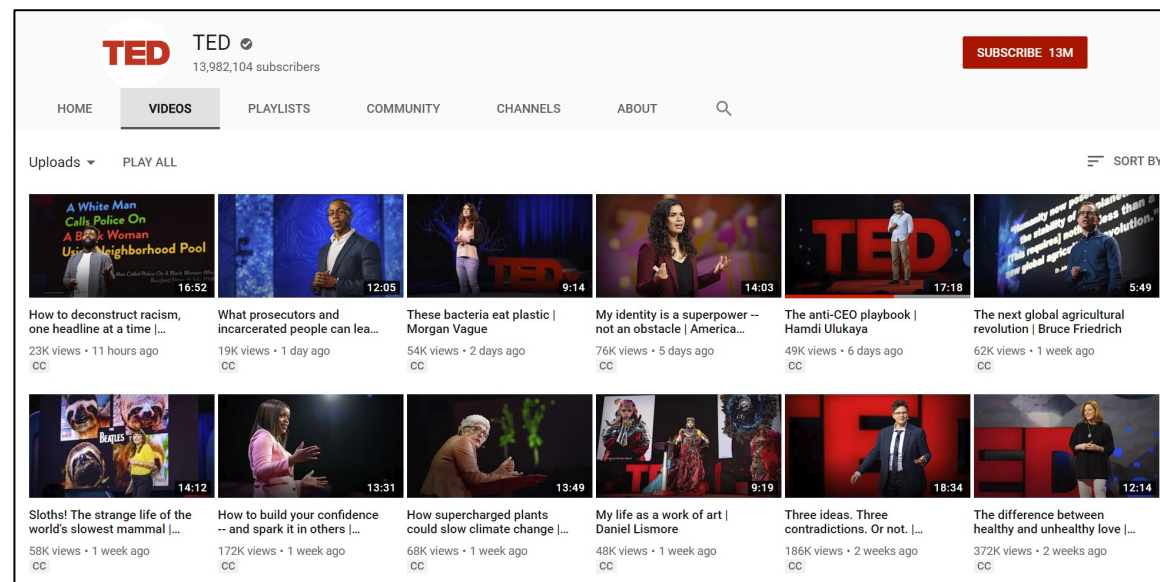 TED
TED
13,982,104 subscribers
SUBSCRIBE 13M
HOME
VIDEOS
PLAYLISTS
COMMUNITY
CHANNELS
ABOUT
Uploads
PLAY ALL
SORT BY
A White Man
Calls Police On
A Black Woman
Using Neighborhood Pool
16:52
12:05
TEDx
9:14
14:03
TED
17:18
5:49
How to deconstruct racism,
one headline at a time |...
23K views • 11 hours ago
CC
What prosecutors and
incarcerated people can lea...
19K views • 1 day ago
CC
These bacteria eat plastic |
Morgan Vague
54K views • 2 days ago
CC
My identity is a superpower --
not an obstacle | America...
76K views • 5 days ago
CC
The anti-CEO playbook |
Hamdi Ulukaya
49K views • 6 days ago
CC
The next global agricultural
revolution | Bruce Friedrich
62K views • 1 week ago
CC
BEATLES
14:12
13:31
13:49
9:19
18:34
12:14
Sloths! The strange life of the
world's slowest mammal |...
58K views • 1 week ago
CC
How to build your confidence
-- and spark it in others |...
172K views • 1 week ago
CC
How supercharged plants
could slow climate change |...
68K views • 1 week ago
CC
My life as a work of art |
Daniel Lismore
48K views • 1 week ago
CC
Three ideas. Three
contradictions. Or not. |...
186K views • 2 weeks ago
CC
The difference between
healthy and unhealthy love |...
372K views • 2 weeks ago
CC